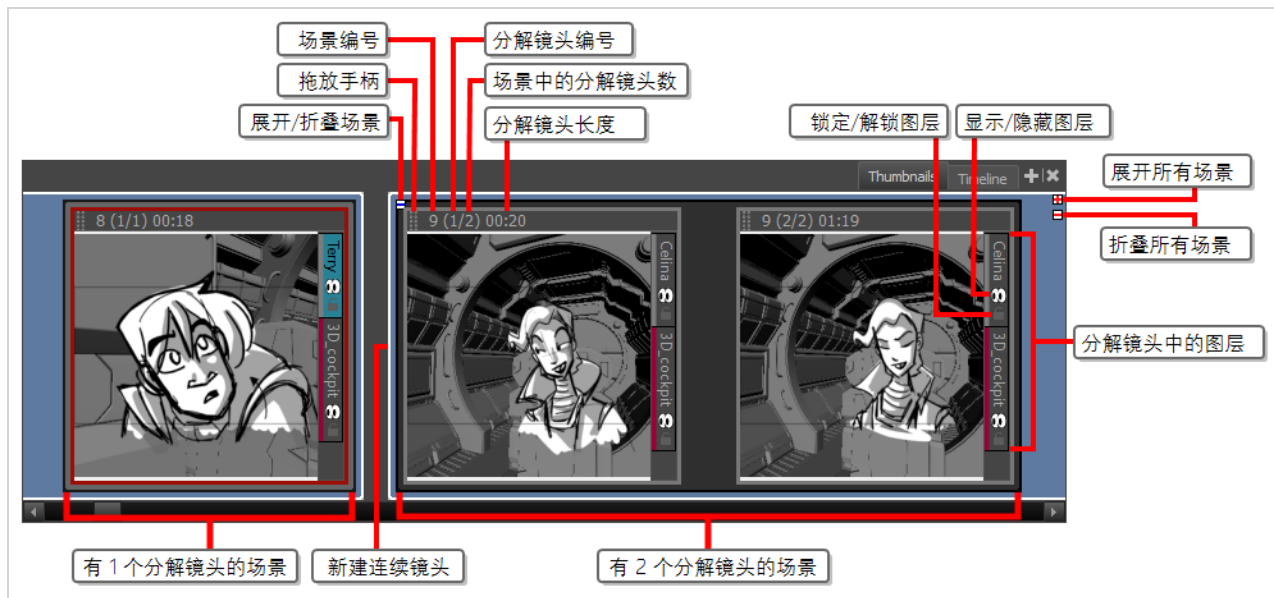 场景编号
分解镜头编号
拖放手柄
场景中的分解镜头数
展开/折叠场景
分解镜头长度
锁定/解锁图层
显示/隐藏图层
Thumbnails
Timeline
展开所有场景
折叠所有场景
8 (1/1) 00:18
9 (1/2) 00:20
9 (2/2) 01:19
Terry
3D_cockpit
Celina
3D_cockpit
Celina
3D_cockpit
分解镜头中的图层
有 1 个分解镜头的场景
新建连续镜头
有 2 个分解镜头的场景